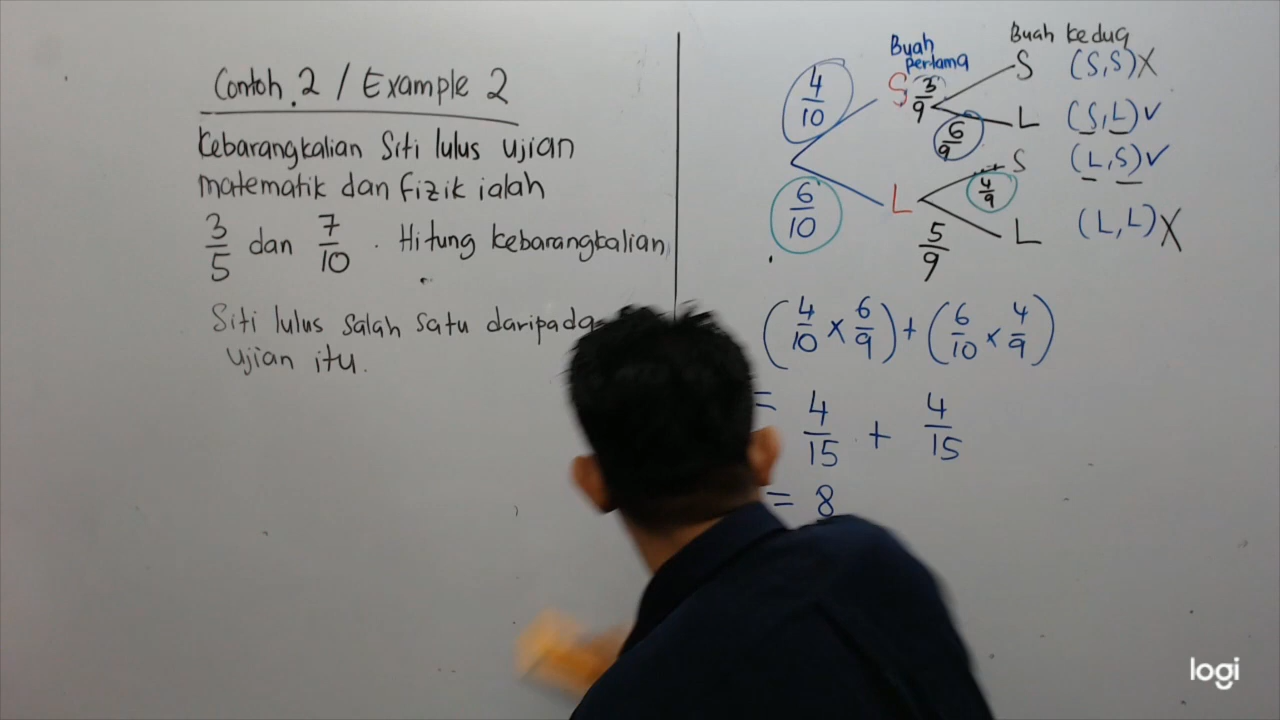 Contoh 2 / Example 2
Kebarangkalian Siti lulus ujian
matematik dan fizik ialah
3/5 dan 7/10 . Hitung kebarangkalian
Siti lulus salah satu daripada
ujian itu.
Buah pertama
Buah kedua
4/10 S 3/9 S (S,S) X
6/9 L (S,L) ✓
6/10 L 4/9 S (L,S) ✓
5/9 L (L,L) X
(4/10 × 6/9) + (6/10 × 4/9)
= 4/15 + 4/15
= 8
logi